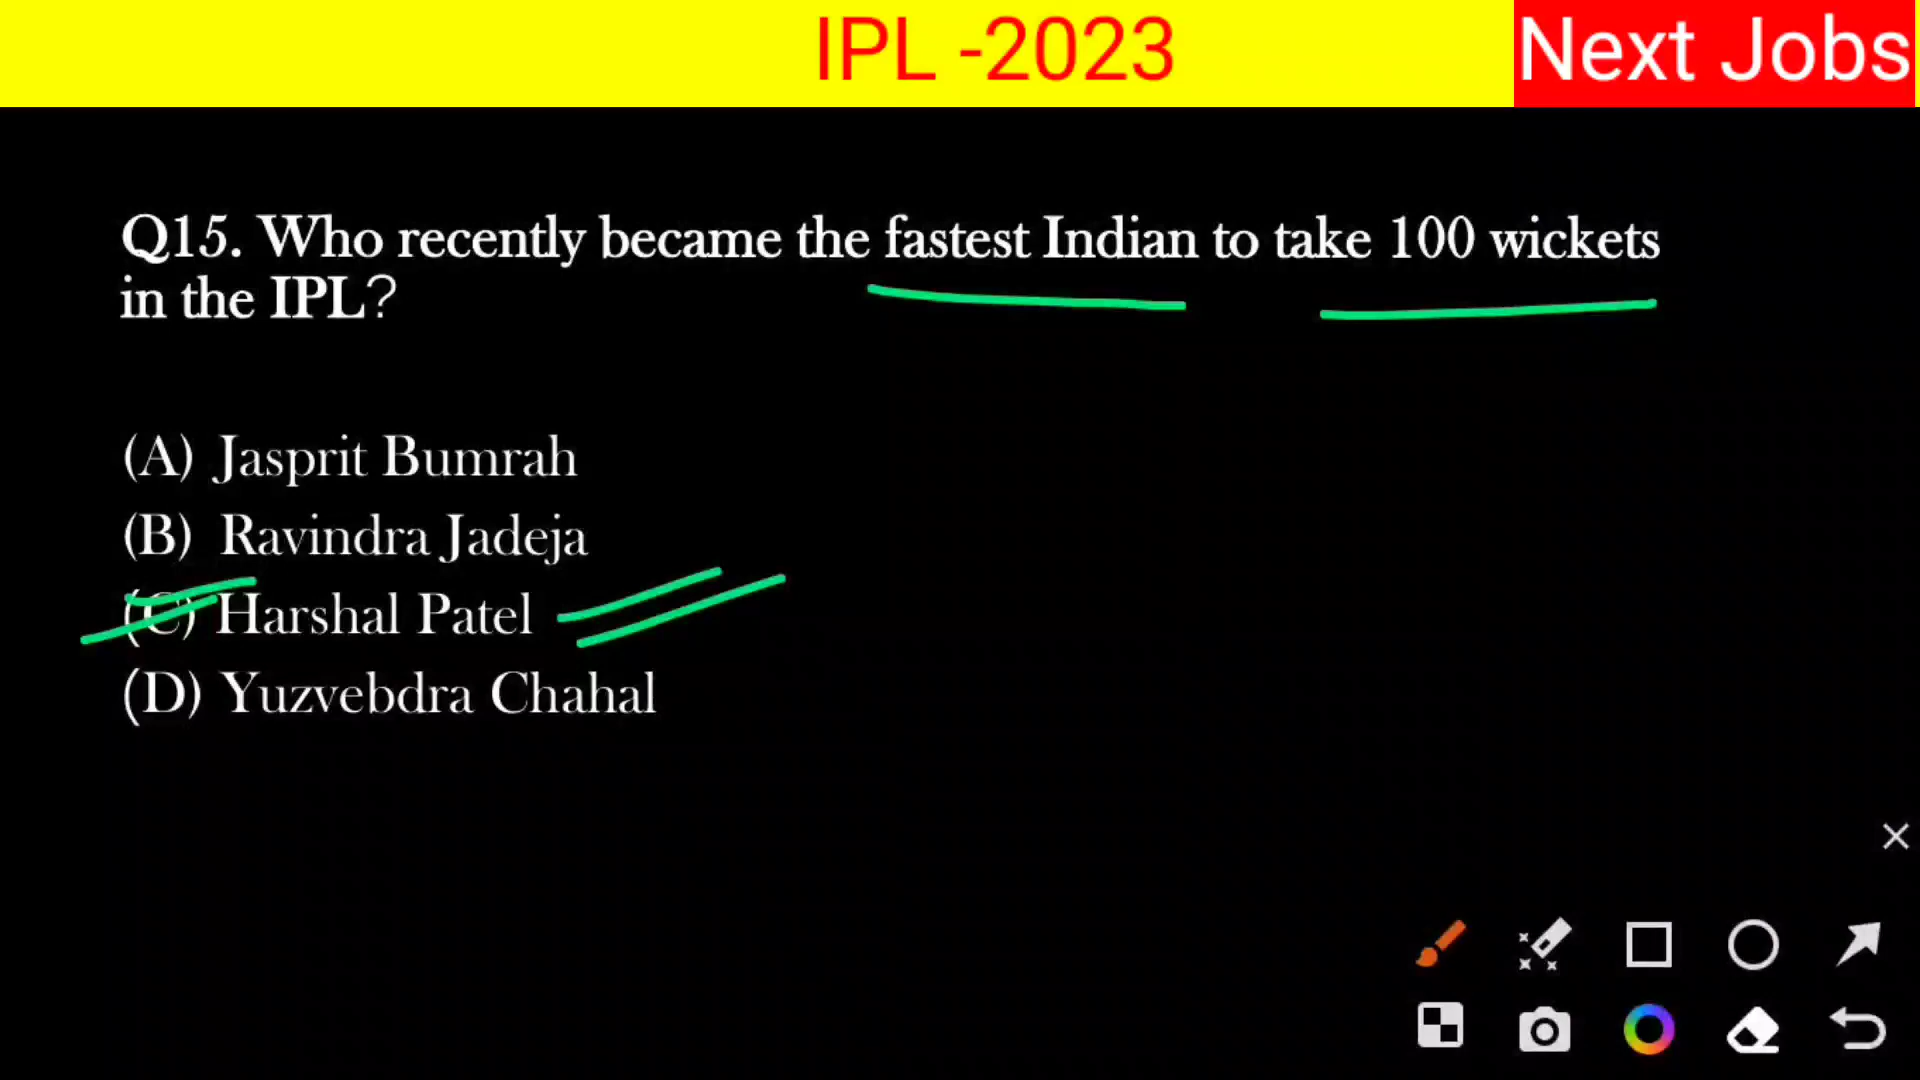 IPL -2023
Next Jobs
Q15. Who recently became the fastest Indian to take 100 wickets
in the IPL?
(A) Jasprit Bumrah
(B) Ravindra Jadeja
(C) Harshal Patel
(D) Yuzvebdra Chahal